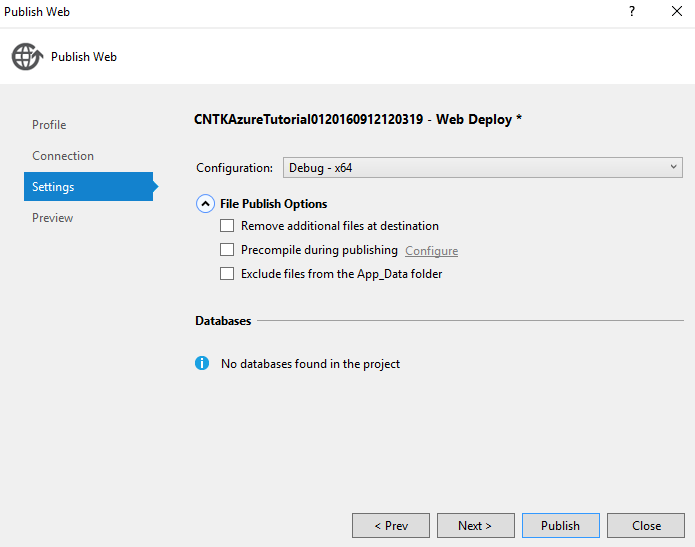 Publish Web
?
Publish Web
Profile
Connection
Settings
Preview
CNTKAzureTutorial0120160912120319 - Web Deploy *
Configuration: Debug - x64
File Publish Options
Remove additional files at destination
Precompile during publishing Configure
Exclude files from the App_Data folder
Databases
No databases found in the project
< Prev Next > Publish Close